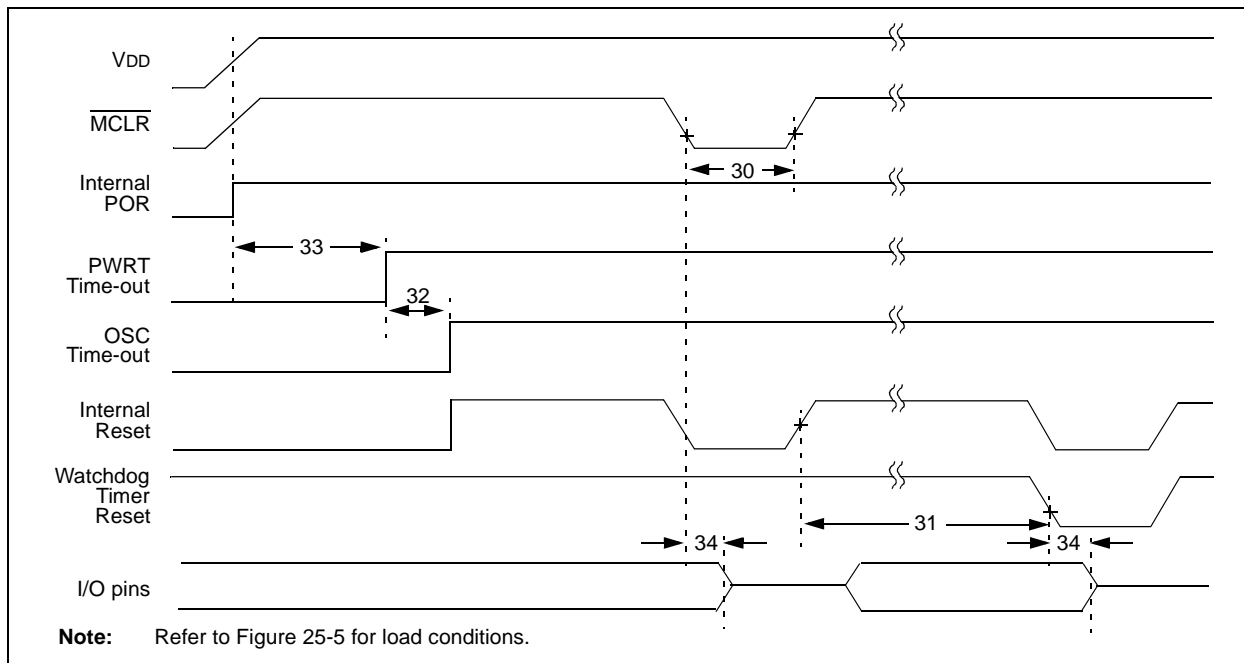 VDD
MCLR
30
Internal
POR
33
PWRT
Time-out
32
OSC
Time-out
Internal
Reset
Watchdog
Timer
Reset
31
34
34
I/O pins
Note: Refer to Figure 25-5 for load conditions.